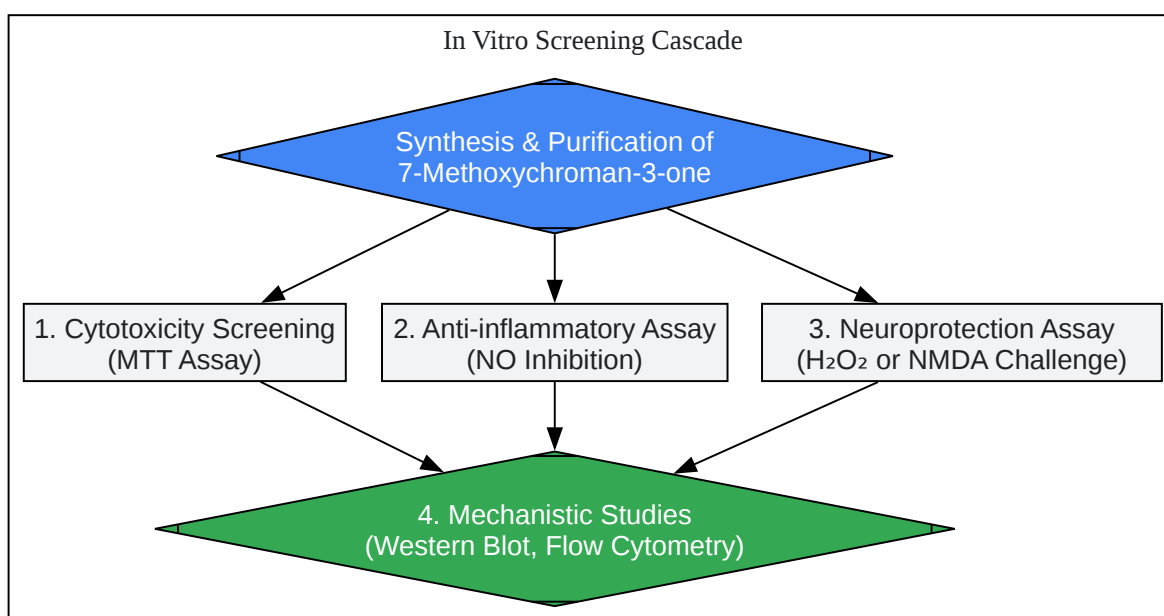 In Vitro Screening Cascade
Synthesis & Purification of
7-Methoxychroman-3-one
1. Cytotoxicity Screening
(MTT Assay)
2. Anti-inflammatory Assay
(NO Inhibition)
3. Neuroprotection Assay
(H₂O₂ or NMDA Challenge)
4. Mechanistic Studies
(Western Blot, Flow Cytometry)